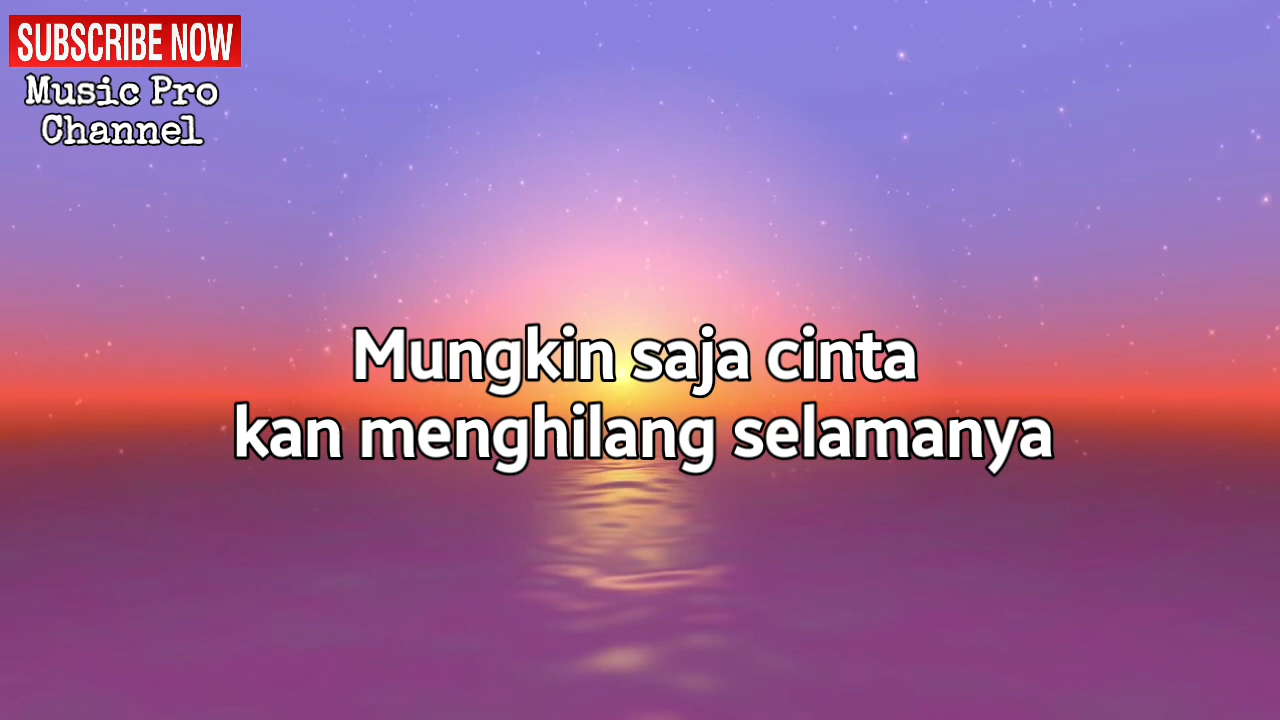 SUBSCRIBE NOW
Music Pro
Channel
Mungkin saja cinta
kan menghilang selamanya